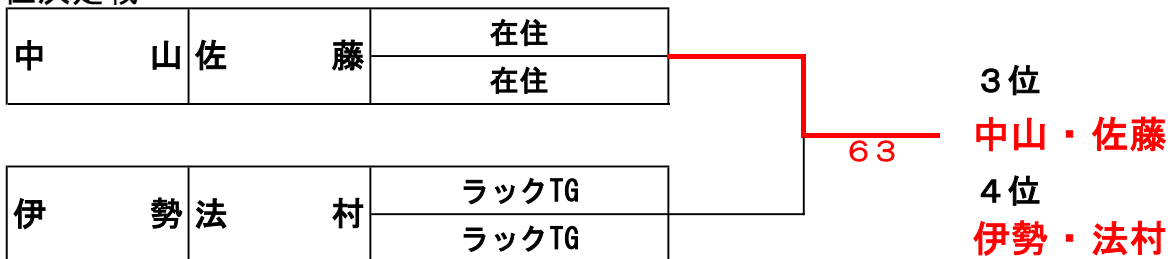 中山 佐藤 在住
在住
伊勢 法村 ラックTG
ラックTG
63
3位
中山・佐藤
4位
伊勢・法村